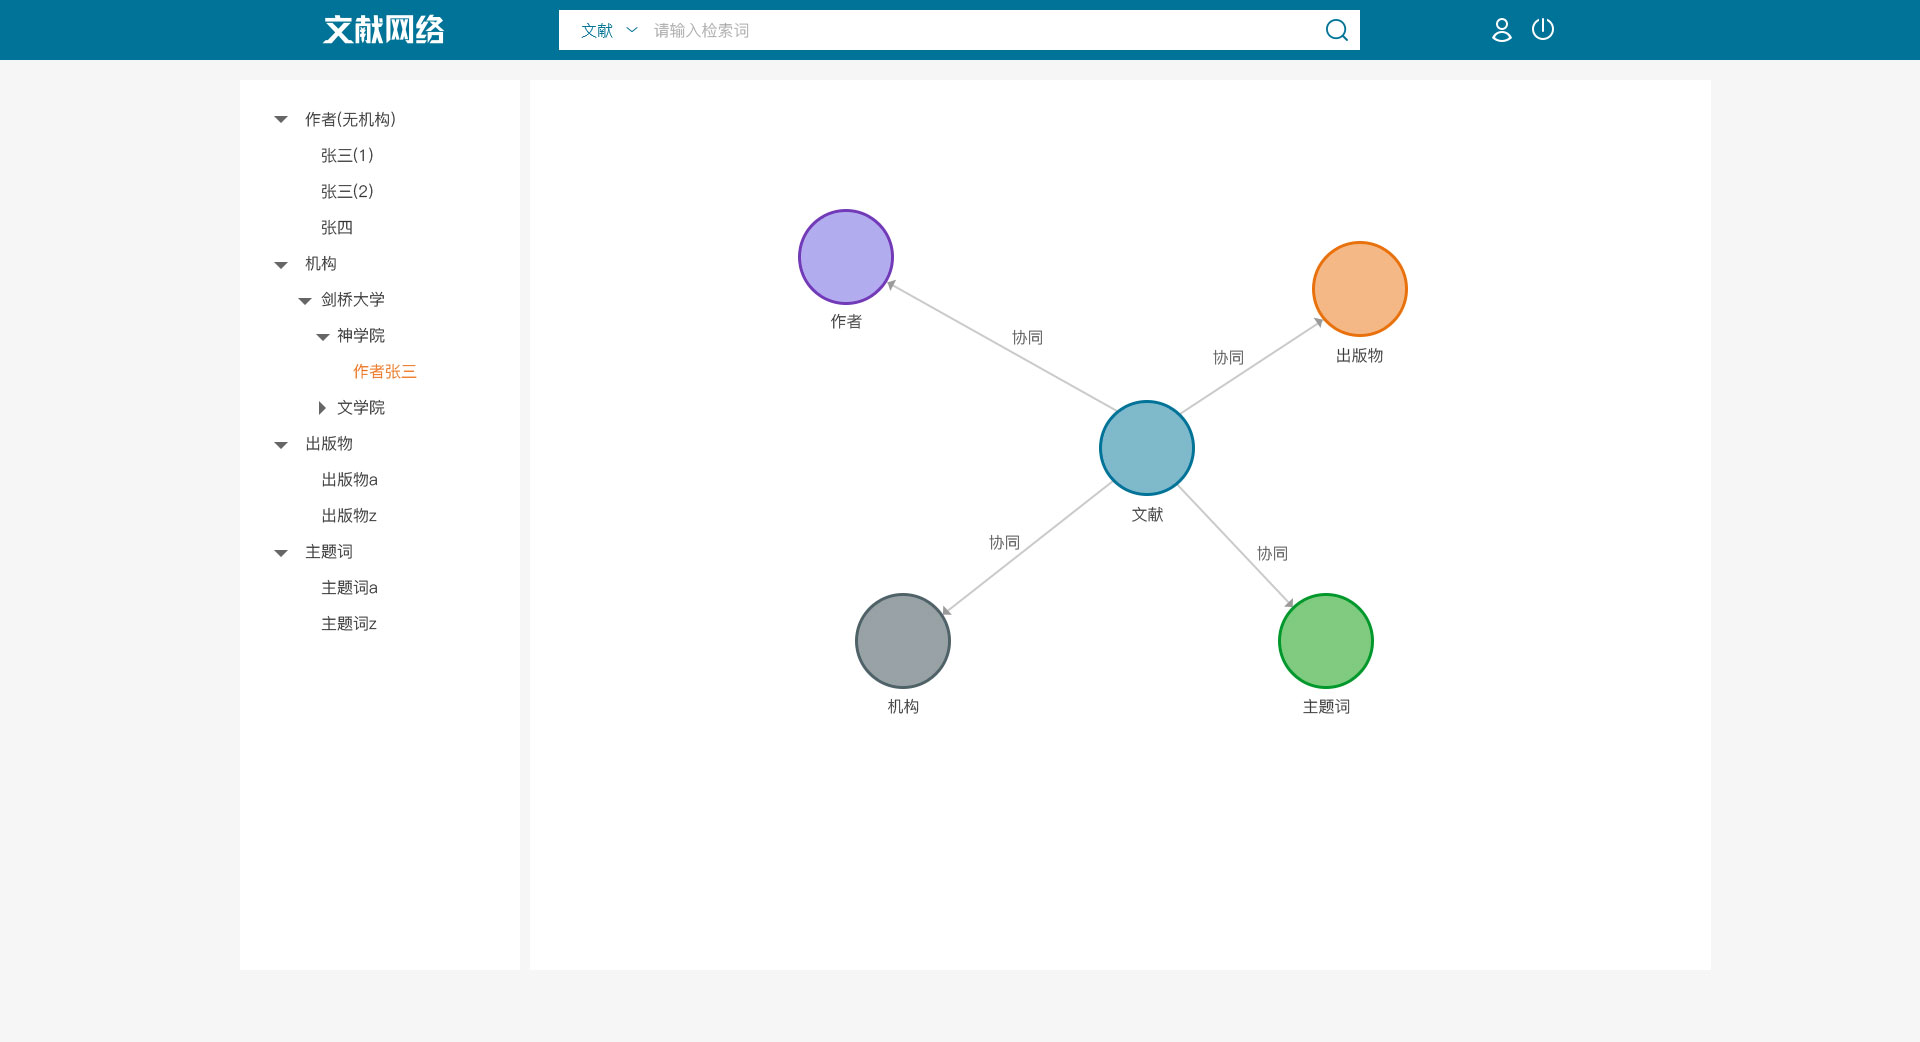 文献网络
文献 请输入检索词
作者(无机构)
张三(1)
张三(2)
张四
机构
剑桥大学
神学院
作者张三
文学院
出版物
出版物a
出版物z
主题词
主题词a
主题词z
作者
协同
出版物
协同
文献
协同
协同
机构
主题词